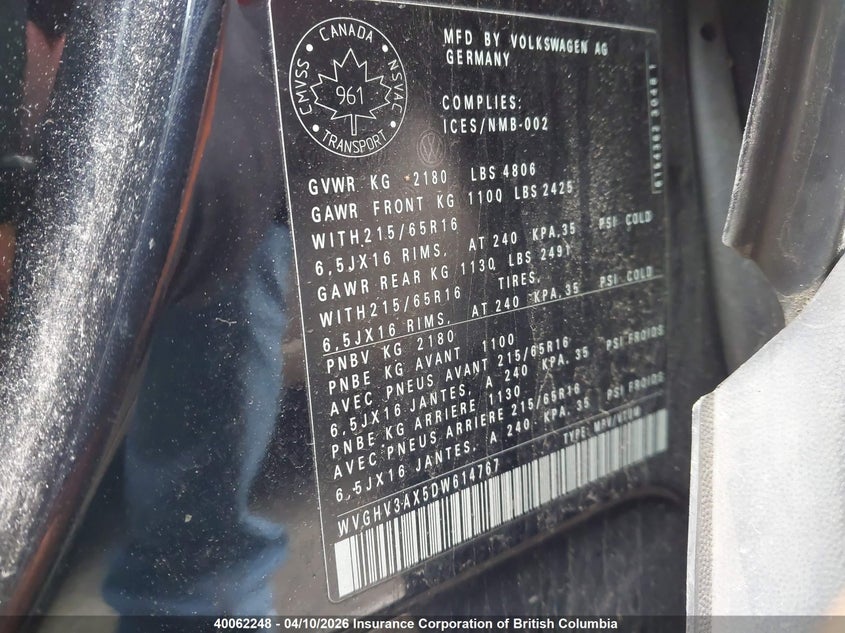 CANADA
CMVSS
NSVAC
961
TRANSPORT
MFD BY VOLKSWAGEN AG
GERMANY
COMPLIES:
ICES/NMB-002
GVWR KG 2180 LBS 4806
GAWR FRONT KG 1100 LBS 2425
WITH215/65R16
6,5JX16 RIMS, AT 240 KPA,35 PSI COLD
GAWR REAR KG 1130 LBS 2491
WITH215/65R16 TIRES,
6,5JX16 RIMS, AT 240 KPA,35 PSI COLD
PNBV KG 2180
PNBE KG AVANT 1100
AVEC PNEUS AVANT 215/65R16
6,5JX16 JANTES, A 240 KPA, 35 PSI FROIDS
PNBE KG ARRIERE 1130
AVEC PNEUS ARRIERE 215/65R16
6,5JX16 JANTES, A 240 KPA, 35 PSI FROIDS
TYPE: MPV/VTUM
WVGHV3AX5DW614767
40062248 - 04/10/2026 Insurance Corporation of British Columbia